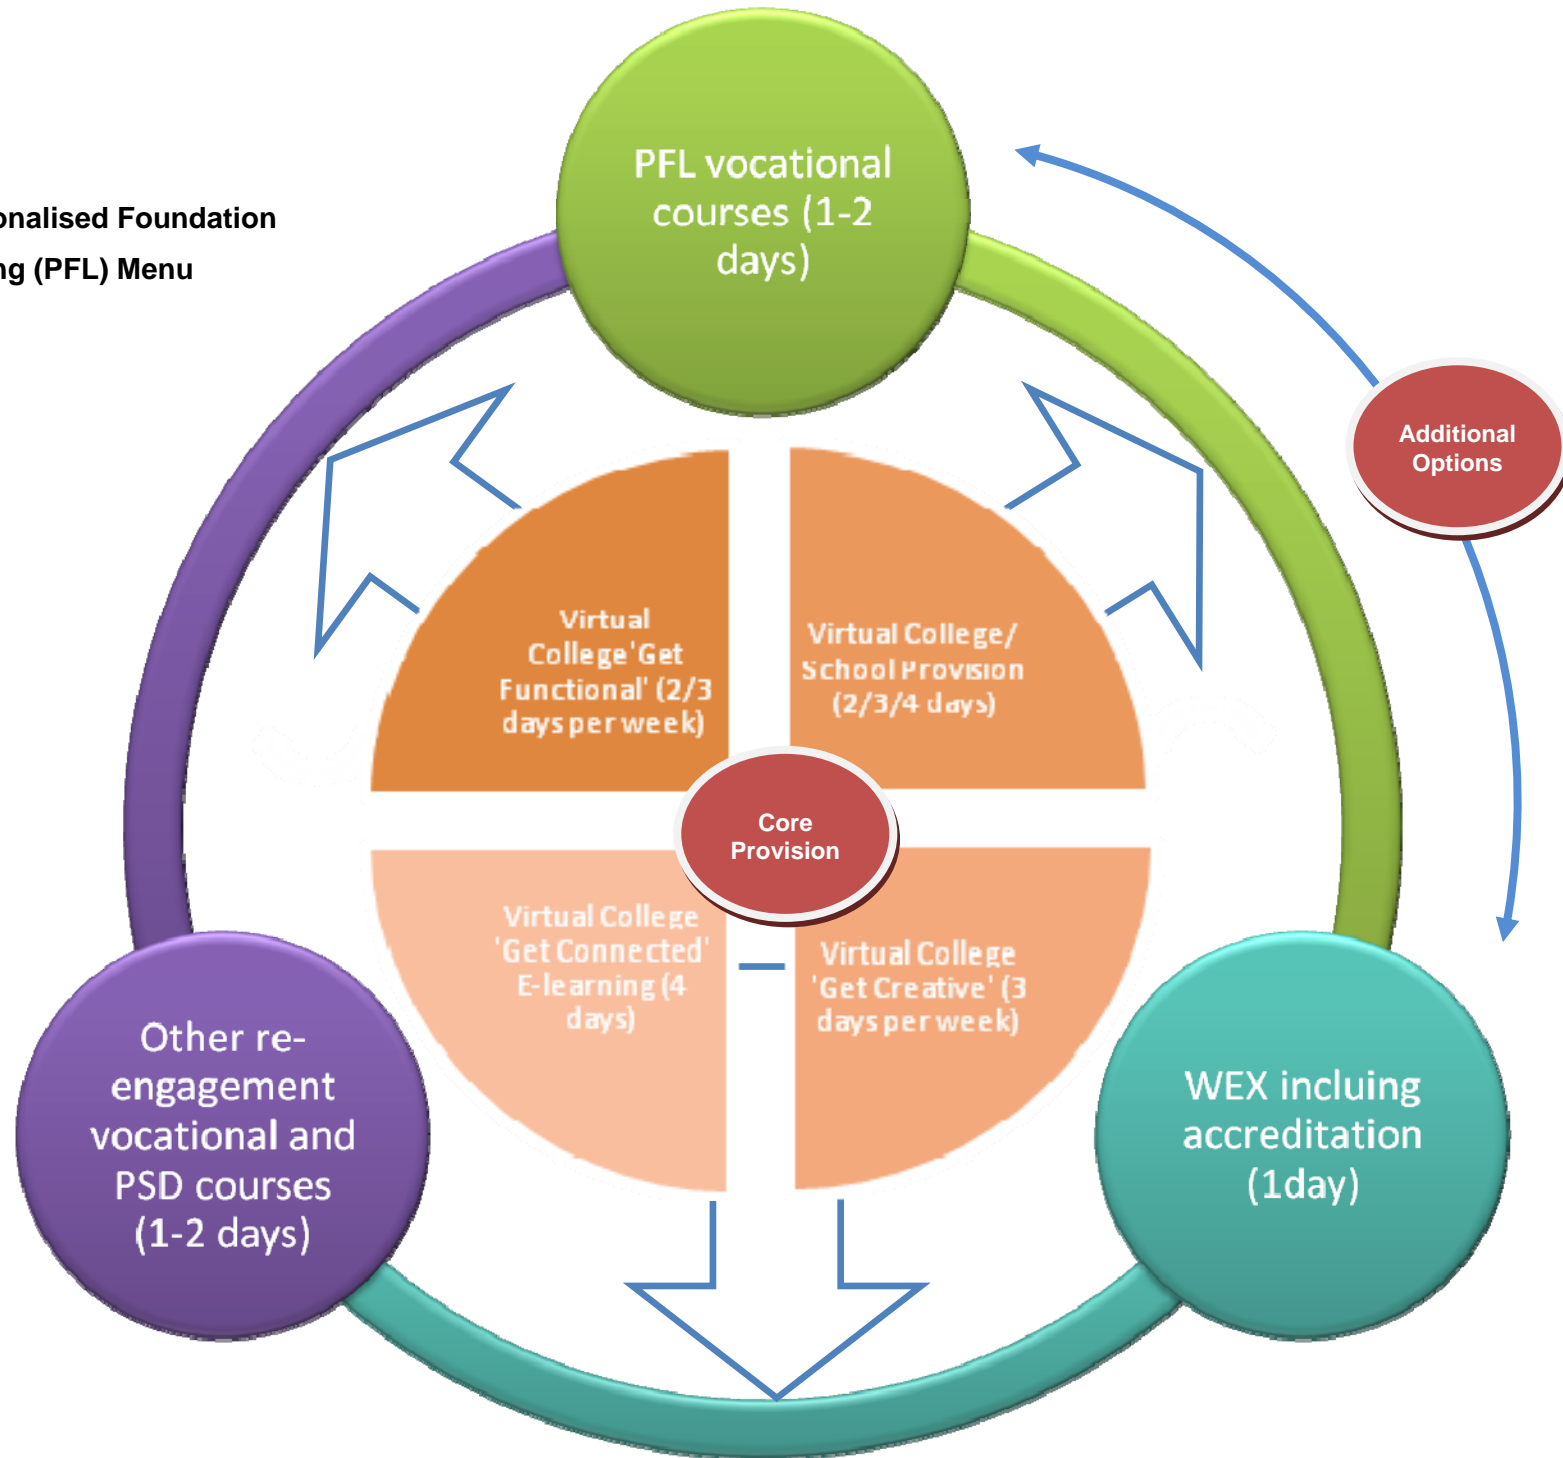 onalised Foundation
ng (PFL) Menu
PFL vocational
courses (1-2
days)
Additional
Options
Virtual
College'Get
Functional' (2/3
days per week)
Virtual College/
School Provision
(2/3/4 days)
Core
Provision
Virtual College
'Get Connected'
E-learning (4
days)
Virtual College
'Get Creative' (3
days per week)
Other re-
engagement
vocational and
PSD courses
(1-2 days)
WEX incluing
accreditation
(1day)